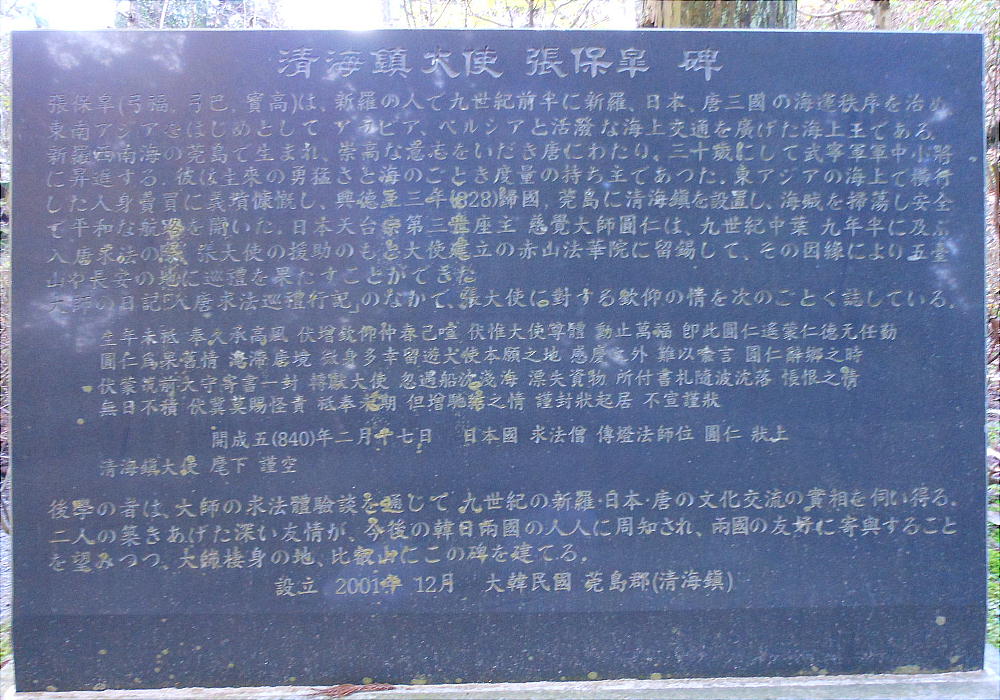 清海鎮大使 張保皐 碑
張保皐(弓福, 弓巴, 寶高)は、新羅の人で九世紀前半に新羅、日本、唐三國の海運秩序を治め
東南アジアをはじめとして アラビア、ペルシアと活潑な海上交通を廣げた海上王である。
新羅西南海の莞島で生まれ、崇高な意志をいだき唐にわたり、三十歲にして武寧軍軍中小將
に昇進する。彼は生來の勇猛さと海のごとき度量の持ち主であつた。東アジアの海上で橫行
した人身賣買に義憤慷慨し、興德王三年(828)歸國, 莞島に清海鎮を設置し、海賊を掃蕩し安全
で平和な航路を開いた。日本天台宗第三世座主 慈覺大師圓仁は、九世紀中葉 九年半に及ぶ
入唐求法の際、張大使の援助のもと大使建立の赤山法華院に留錫して、その因緣により五臺
山や長安の地に巡禮を果たすことができた
大師の日記「入唐求法巡禮行記」のなかで、張大使に對する欽仰の情を次のごとく誌している。
生年未祗 奉久承高風 伏增欽仰 仲春已喧 伏惟大使尊體 動止萬福 卽此圓仁遙蒙仁德 无任勤
圓仁爲果舊情 淹滯唐境 微身多幸 留遊大使本願之地 感慶之外 難以喩言 圓仁辭鄕之時
伏蒙筑前大守寄書一封 轉獻大使 忽遇船沈淺海 漂失資物 所付書札隨波沈落 悵恨之情
無日不積 伏冀莫賜怪責 祗奉未期 但增馳結之情 謹封狀起居 不宣謹狀
開成五(840)年二月十七日 日本國 求法僧 傳燈法師位 圓仁 狀上
清海鎮大使 麾下 謹空
後學の者は、大師の求法體驗談を通じて 九世紀の新羅·日本·唐の文化交流の實相を伺い得る。
二人の築きあげた深い友情が、今後の韓日兩國の人人に周知され、兩國の友好に寄與すること
を望みつつ、大師棲身の地、比叡山にこの碑を建てる。
設立 2001年 12月 大韓民國 莞島郡(清海鎮)